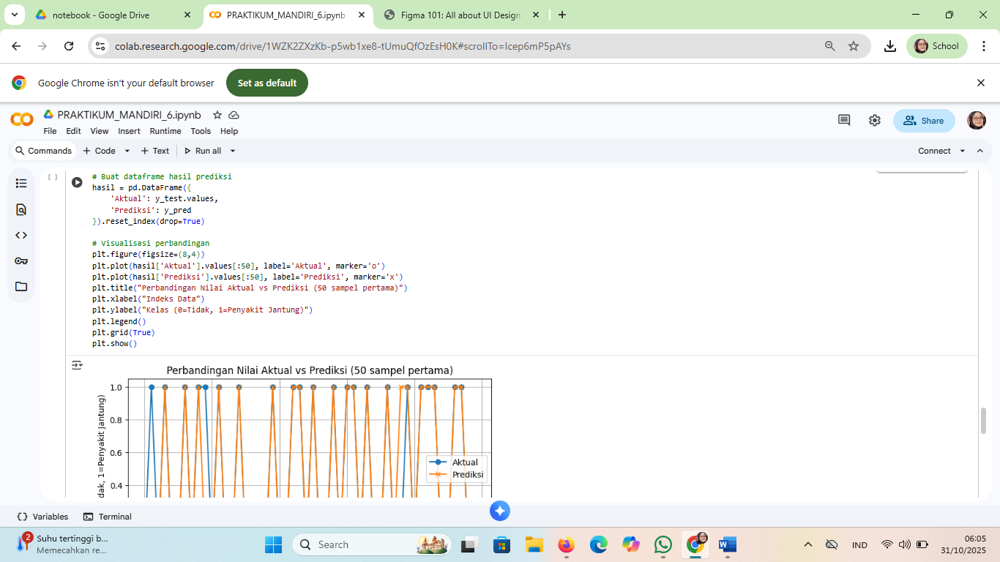 notebook - Google Drive
PRAKTIKUM_MANDIRI_6.ipynb
Figma 101: All about UI Design
colab.research.google.com/drive/1WZK2ZXzKb-p5wb1xe8-tUmuQfOzEsH0K#scrollTo=Icep6mP5pAYs
School
Google Chrome isn't your default browser
Set as default
PRAKTIKUM_MANDIRI_6.ipynb
File Edit View Insert Runtime Tools Help
Share
Commands + Code + Text Run all
Connect
[ ]
# Buat dataframe hasil prediksi
hasil = pd.DataFrame({
'Aktual': y_test.values,
'Prediksi': y_pred
}).reset_index(drop=True)
# Visualisasi perbandingan
plt.figure(figsize=(8,4))
plt.plot(hasil['Aktual'].values[:50], label='Aktual', marker='o')
plt.plot(hasil['Prediksi'].values[:50], label='Prediksi', marker='x')
plt.title("Perbandingan Nilai Aktual vs Prediksi (50 sampel pertama)")
plt.xlabel("Indeks Data")
plt.ylabel("Kelas (0=Tidak, 1=Penyakit Jantung)")
plt.legend()
plt.grid(True)
plt.show()
Perbandingan Nilai Aktual vs Prediksi (50 sampel pertama)
1.0
0.8
0.6
0.4
dak, 1=Penyakit Jantung)
Aktual
Prediksi
Variables
Terminal
2
Suhu tertinggi b...
Memecahkan re...
Search
IND
06:05
31/10/2025